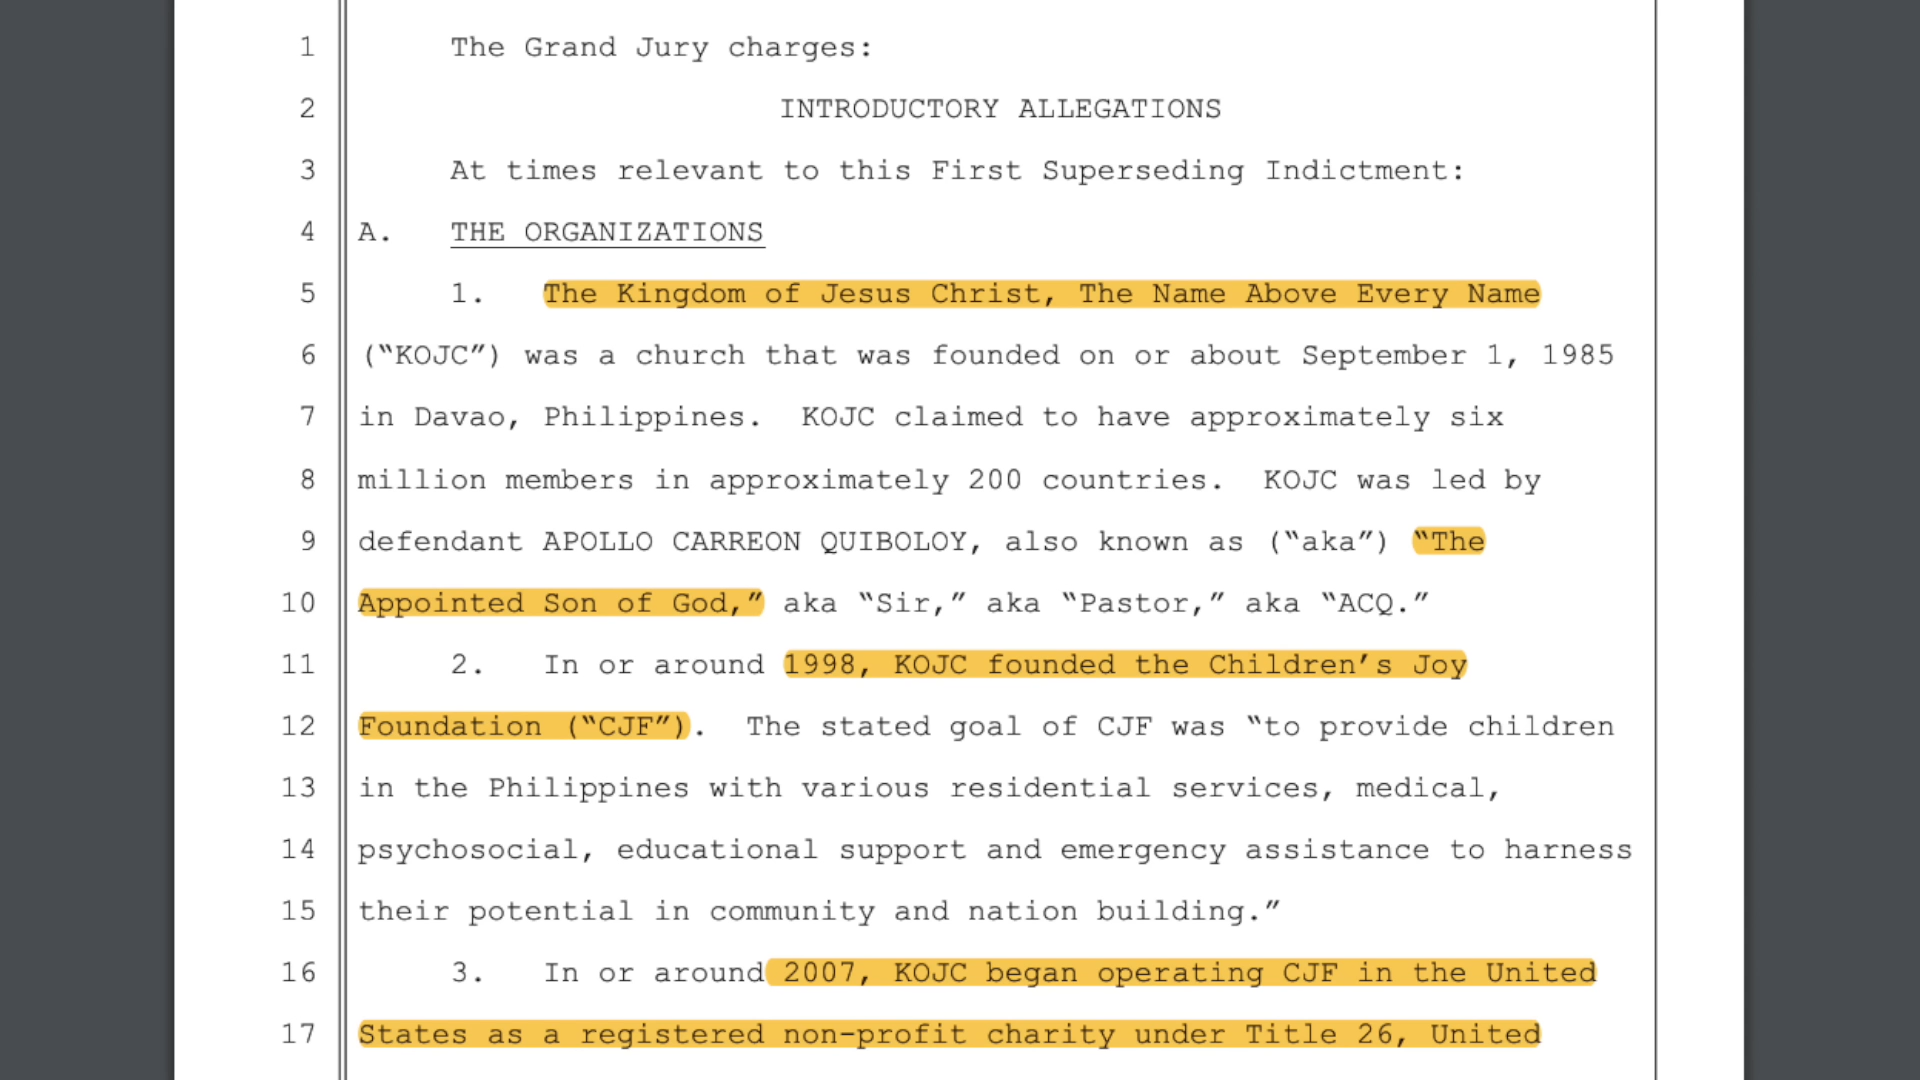 1 The Grand Jury charges:
2 INTRODUCTORY ALLEGATIONS
3 At times relevant to this First Superseding Indictment:
4 A. THE ORGANIZATIONS
5 1. The Kingdom of Jesus Christ, The Name Above Every Name
6 (“KOJC”) was a church that was founded on or about September 1, 1985
7 in Davao, Philippines. KOJC claimed to have approximately six
8 million members in approximately 200 countries. KOJC was led by
9 defendant APOLLO CARREON QUIBOLOY, also known as (“aka”) “The
10 Appointed Son of God,” aka “Sir,” aka “Pastor,” aka “ACQ.”
11 2. In or around 1998, KOJC founded the Children’s Joy
12 Foundation (“CJF”). The stated goal of CJF was “to provide children
13 in the Philippines with various residential services, medical,
14 psychosocial, educational support and emergency assistance to harness
15 their potential in community and nation building.”
16 3. In or around 2007, KOJC began operating CJF in the United
17 States as a registered non-profit charity under Title 26, United